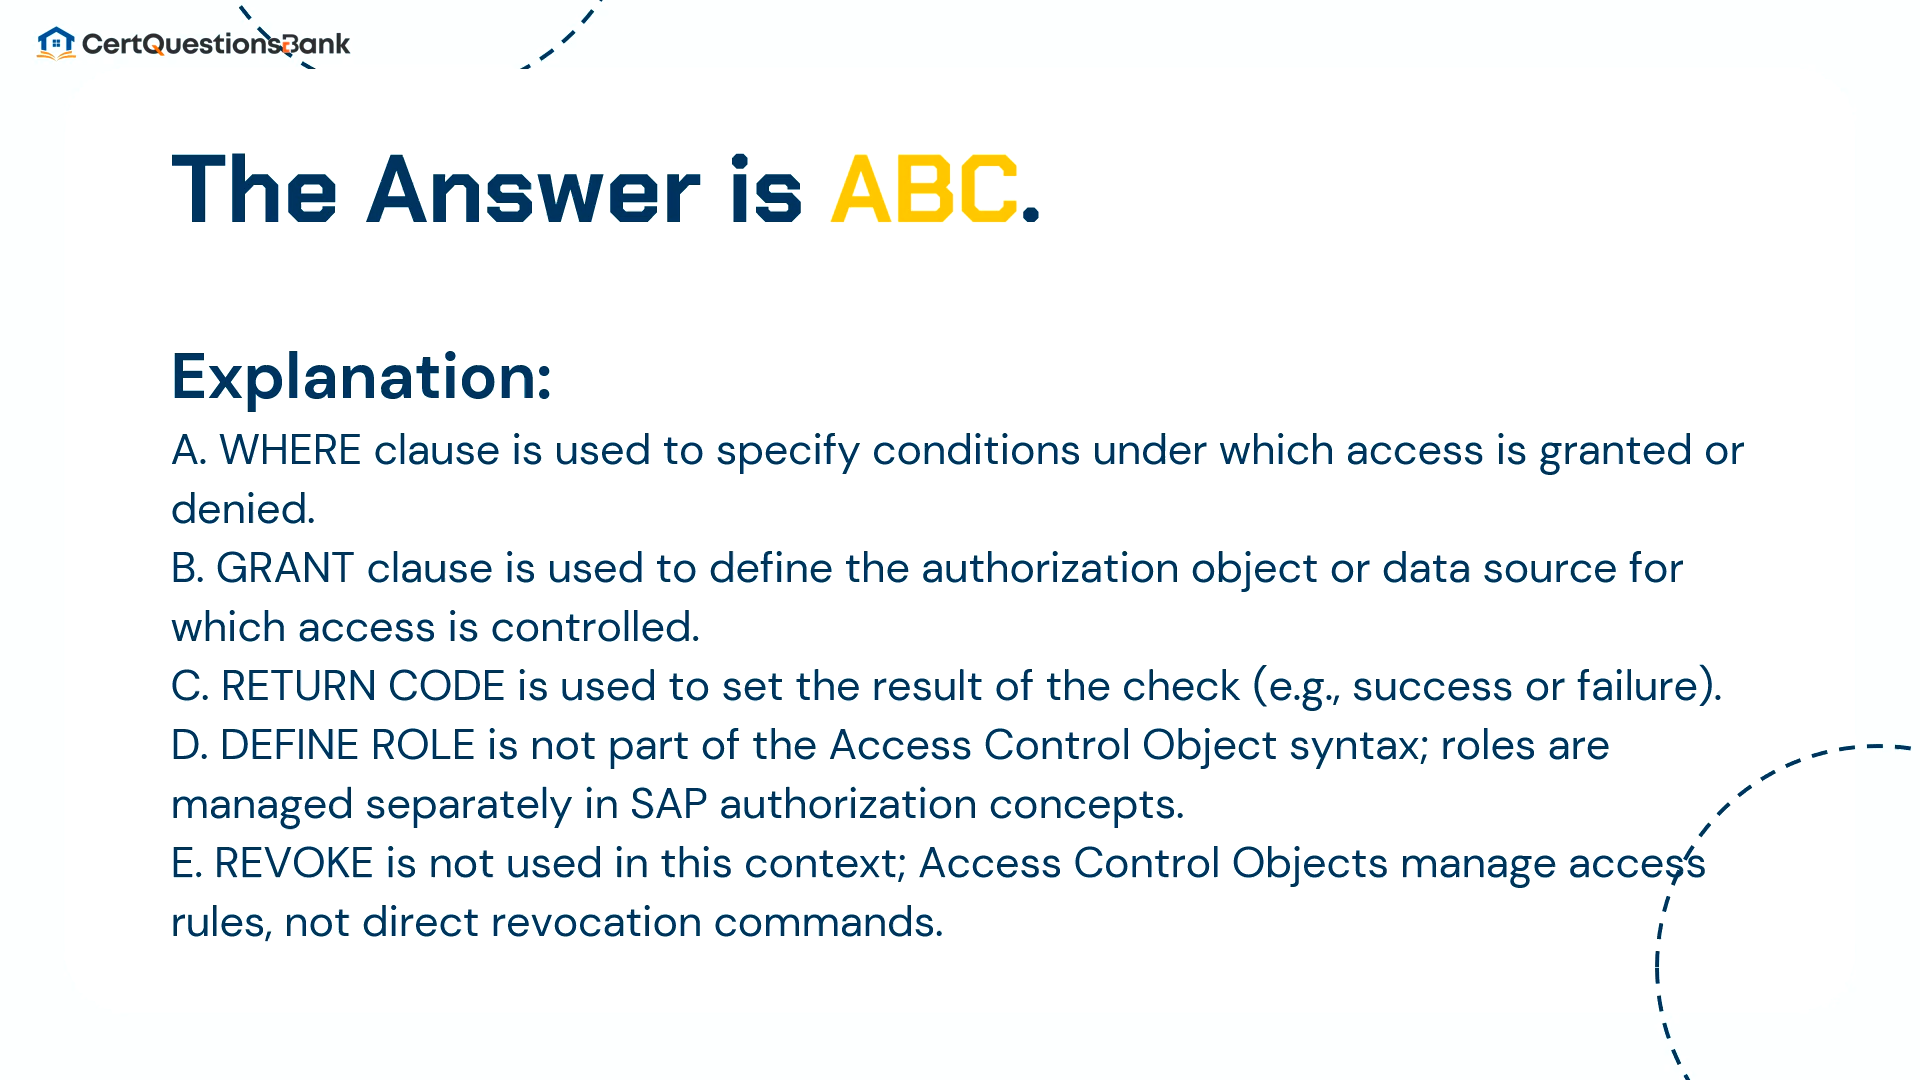 CertQuestionsBank
The Answer is ABC.
Explanation:
A. WHERE clause is used to specify conditions under which access is granted or
denied.
B. GRANT clause is used to define the authorization object or data source for
which access is controlled.
C. RETURN CODE is used to set the result of the check (e.g., success or failure).
D. DEFINE ROLE is not part of the Access Control Object syntax; roles are
managed separately in SAP authorization concepts.
E. REVOKE is not used in this context; Access Control Objects manage access
rules, not direct revocation commands.